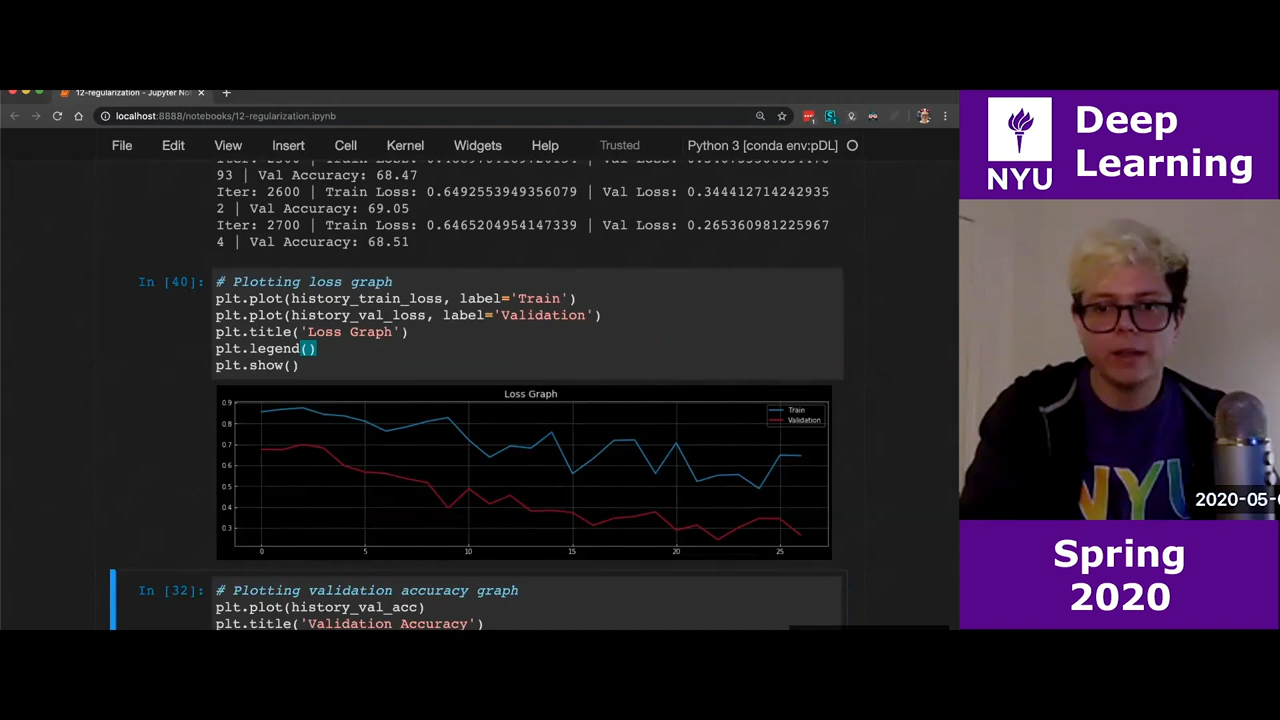 12-regularization - Jupyter No
localhost:8888/notebooks/12-regularization.ipynb
File Edit View Insert Cell Kernel Widgets Help Trusted Python 3 [conda env:pDL]
93 | Val Accuracy: 68.47
Iter: 2600 | Train Loss: 0.6492553949356079 | Val Loss: 0.344412714242935
2 | Val Accuracy: 69.05
Iter: 2700 | Train Loss: 0.6465204954147339 | Val Loss: 0.265360981225967
4 | Val Accuracy: 68.51
In [40]: # Plotting loss graph
plt.plot(history_train_loss, label='Train')
plt.plot(history_val_loss, label='Validation')
plt.title('Loss Graph')
plt.legend()
plt.show()
Loss Graph
Train
Validation
0.9
0.8
0.7
0.6
0.5
0.4
0.3
0 5 10 15 20 25
In [32]: # Plotting validation accuracy graph
plt.plot(history_val_acc)
plt.title('Validation Accuracy')
NYU
Deep
Learning
NYU
2020-05-
Spring
2020